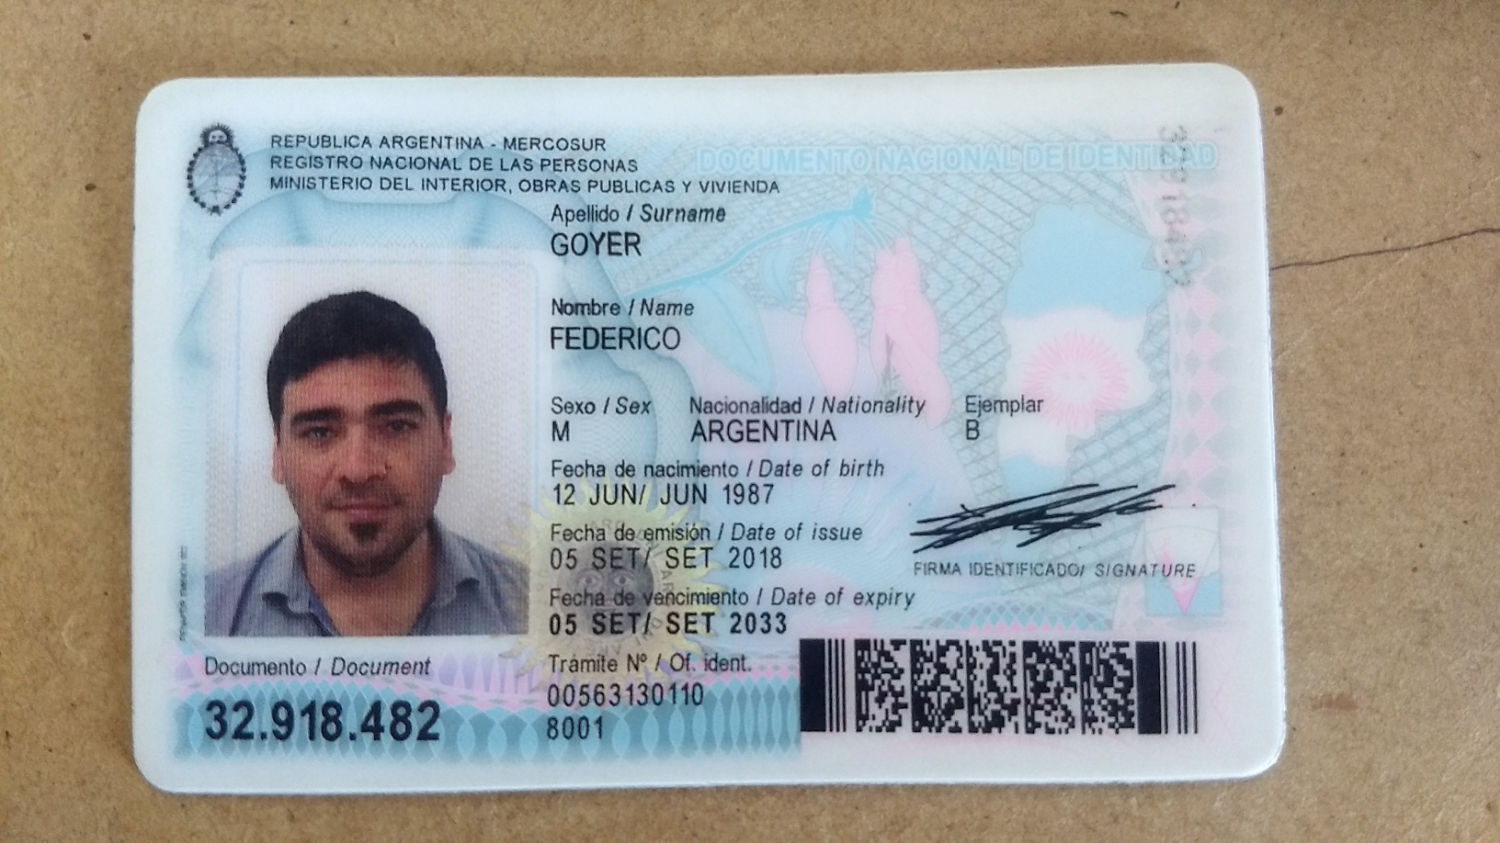 REPUBLICA ARGENTINA - MERCOSUR
REGISTRO NACIONAL DE LAS PERSONAS
MINISTERIO DEL INTERIOR, OBRAS PUBLICAS Y VIVIENDA
DOCUMENTO NACIONAL DE IDENTIDAD
Apellido / Surname
GOYER
Nombre / Name
FEDERICO
Sexo / Sex Nacionalidad / Nationality Ejemplar
M ARGENTINA B
Fecha de nacimiento / Date of birth
12 JUN/ JUN 1987
Fecha de emisión / Date of issue
05 SET/ SET 2018
FIRMA IDENTIFICADO/ SIGNATURE
Fecha de vencimiento / Date of expiry
05 SET/ SET 2033
Documento / Document
32.918.482
Trámite Nº / Of. ident.
00563130110
8001